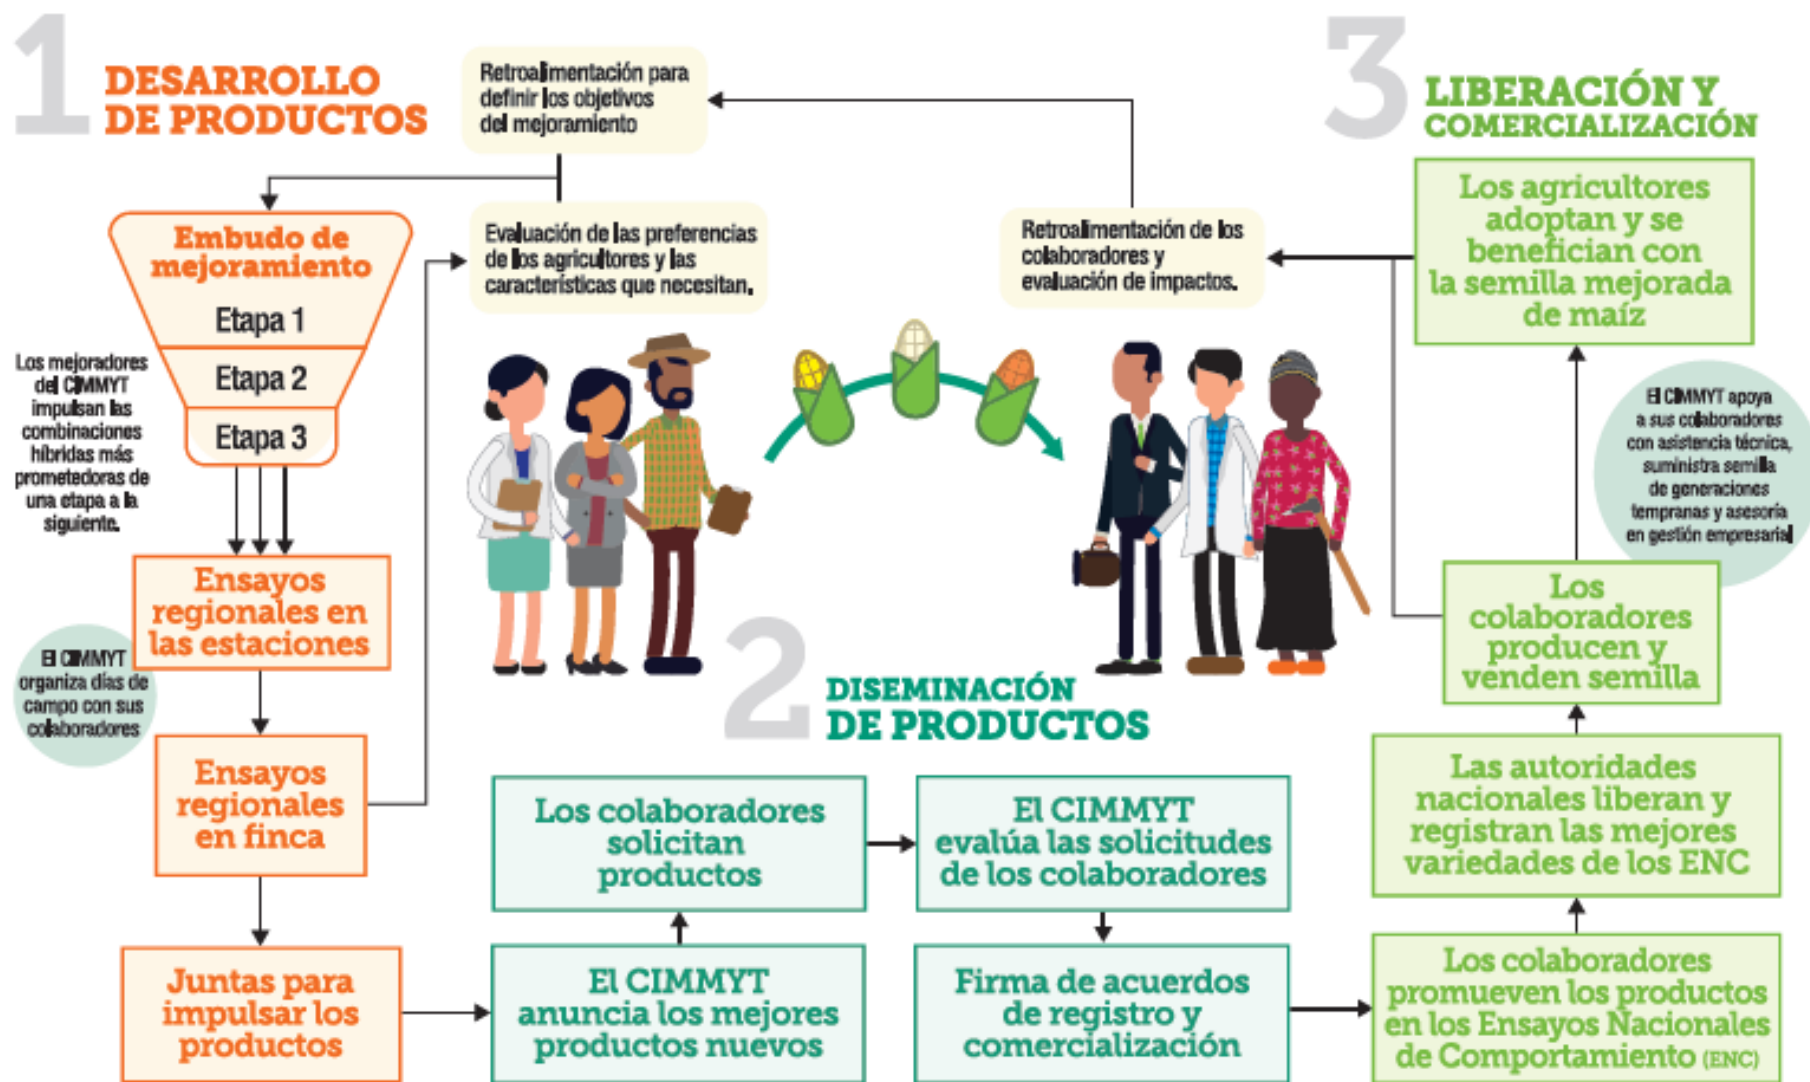 1
DESARROLLO
DE PRODUCTOS
Retroalimentación para
definir los objetivos
del mejoramiento
Embudo de
mejoramiento
Etapa 1
Etapa 2
Etapa 3
Los mejoradores
del CIMMYT
impulsan las
combinaciones
híbridas más
prometedoras de
una etapa a la
siguiente.
Evaluación de las preferencias
de los agricultores y las
características que necesitan.
Ensayos
regionales en
las estaciones
El CIMMYT
organiza días de
campo con sus
colaboradores
Ensayos
regionales
en finca
Juntas para
impulsar los
productos
2
DISEMINACIÓN
DE PRODUCTOS
El CIMMYT
anuncia los mejores
productos nuevos
Los colaboradores
solicitan
productos
El CIMMYT
evalúa las solicitudes
de los colaboradores
Firma de acuerdos
de registro y
comercialización
3
LIBERACIÓN Y
COMERCIALIZACIÓN
Los colaboradores
promueven los productos
en los Ensayos Nacionales
de Comportamiento (ENC)
Las autoridades
nacionales liberan y
registran las mejores
variedades de los ENC
Los
colaboradores
producen y
venden semilla
El CIMMYT apoya
a sus colaboradores
con asistencia técnica,
suministra semilla
de generaciones
tempranas y asesoría
en gestión empresarial
Los agricultores
adoptan y se
benefician con
la semilla mejorada
de maíz
Retroalimentación de los
colaboradores y
evaluación de impactos.